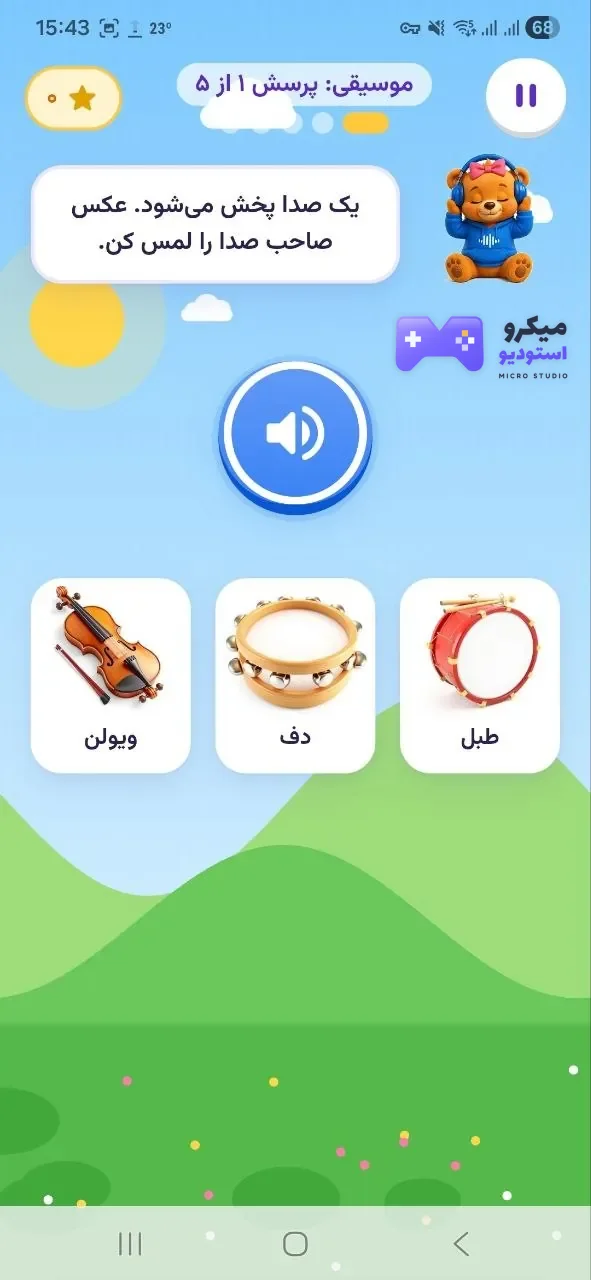 15:43 23°
5 68
موسیقی: پرسش ۱ از ۵
۰
یک صدا پخش می‌شود. عکس
صاحب صدا را لمس کن.
میکرو
استودیو
MICRO STUDIO
طبل
دف
ویولن